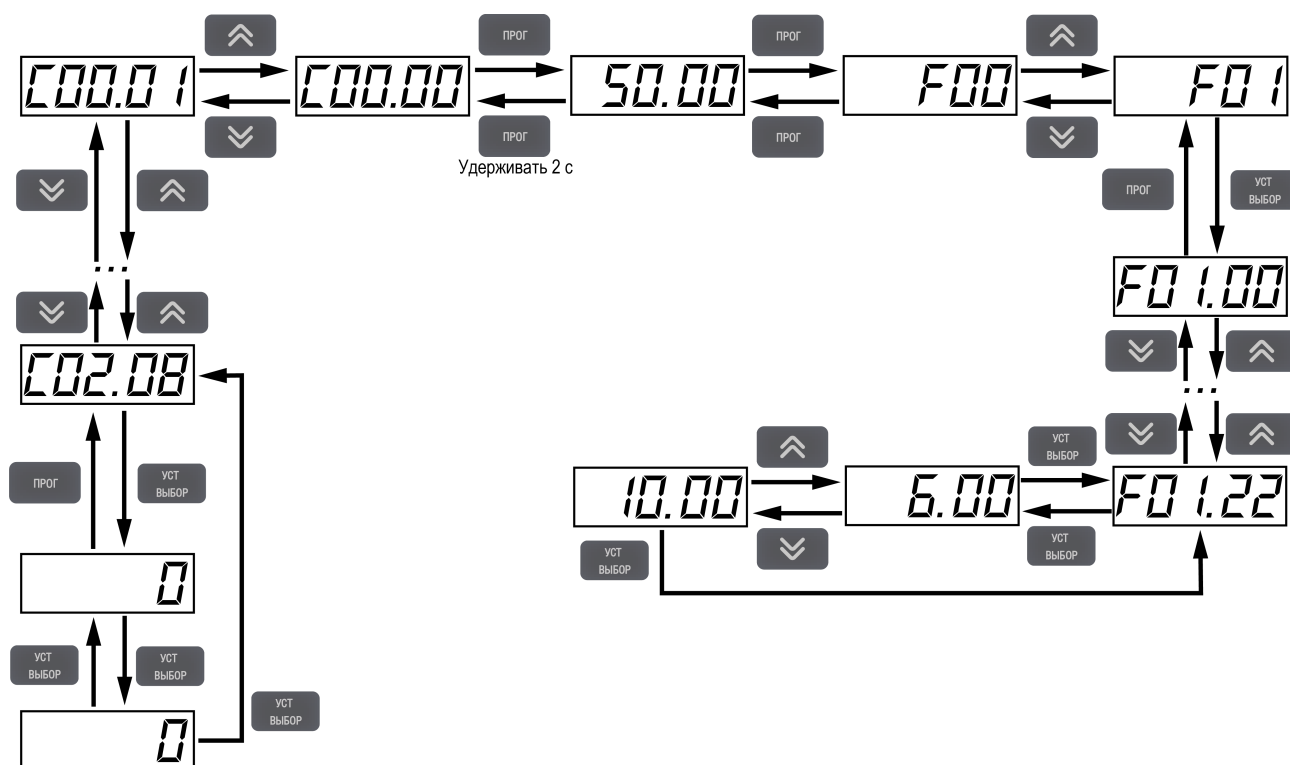 ПРОГ
ПРОГ
C00.01
C00.00
50.00
F00
F01
ПРОГ
ПРОГ
Удерживать 2 с
ПРОГ
УСТ
ВЫБОР
...
F01.00
C02.08
...
УСТ
ВЫБОР
ПРОГ
УСТ
ВЫБОР
10.00
6.00
F01.22
УСТ
ВЫБОР
УСТ
ВЫБОР
0
УСТ
ВЫБОР
УСТ
ВЫБОР
УСТ
ВЫБОР
0